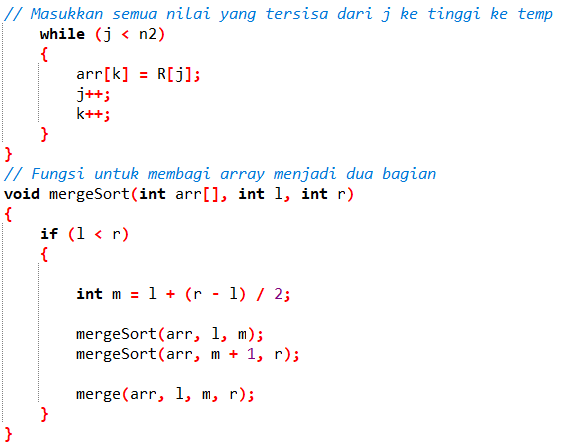 // Masukkan semua nilai yang tersisa dari j ke tinggi ke temp
while (j < n2)
{
arr[k] = R[j];
j++;
k++;
}
}
// Fungsi untuk membagi array menjadi dua bagian
void mergeSort(int arr[], int l, int r)
{
if (l < r)
{
int m = l + (r - l) / 2;
mergeSort(arr, l, m);
mergeSort(arr, m + 1, r);
merge(arr, l, m, r);
}
}